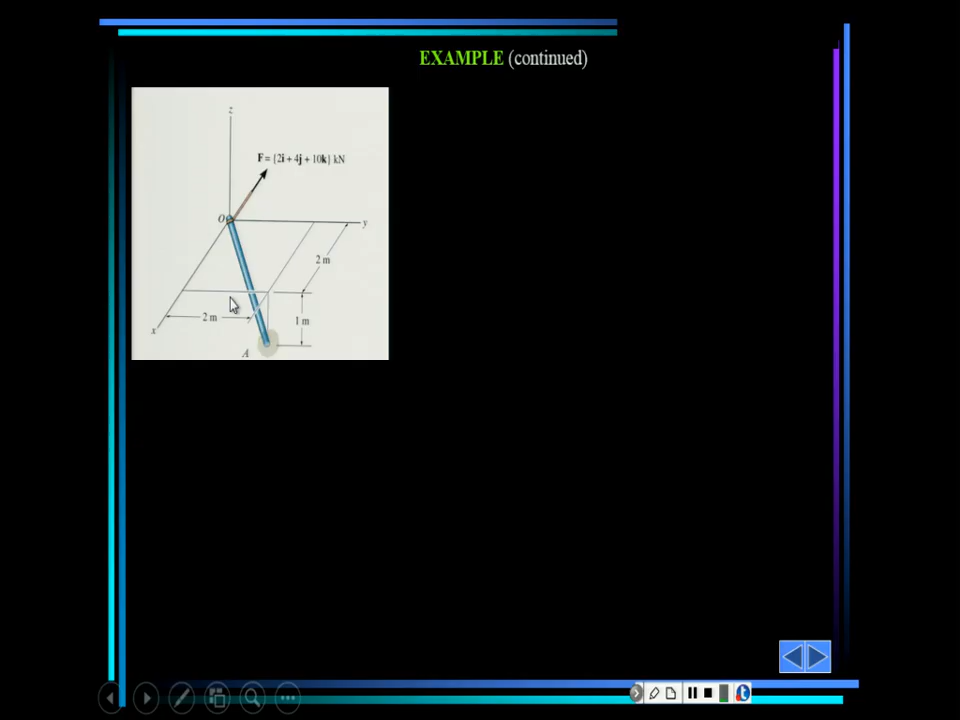 EXAMPLE (continued)
z
F = {2i + 4j + 10k} kN
O
y
2 m
2 m
1 m
x
A